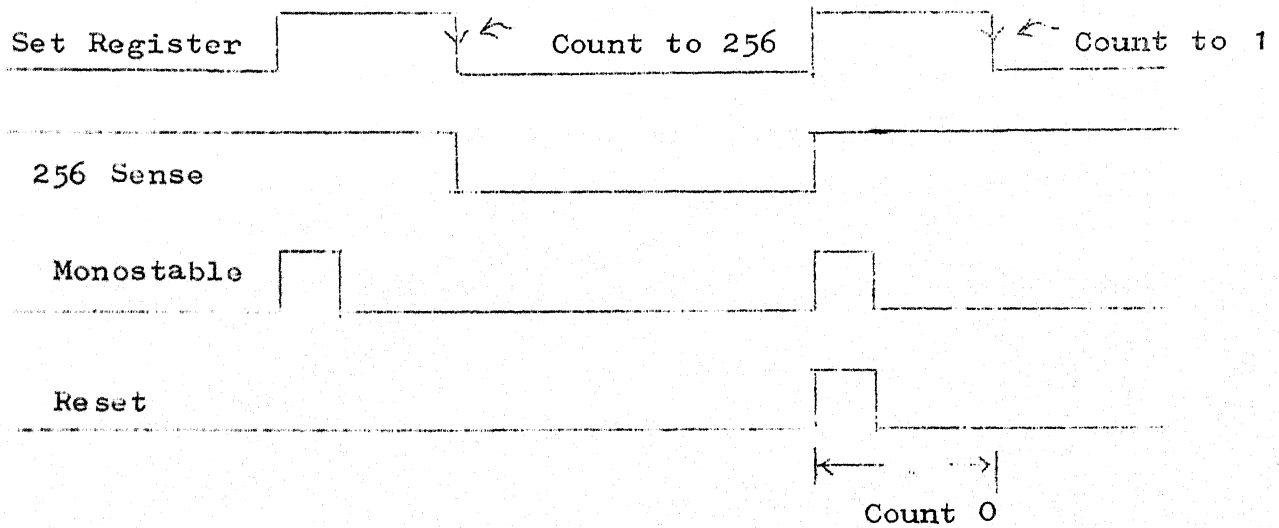 Set Register
Count to 256
Count to 1
256 Sense
Monostable
Reset
Count 0